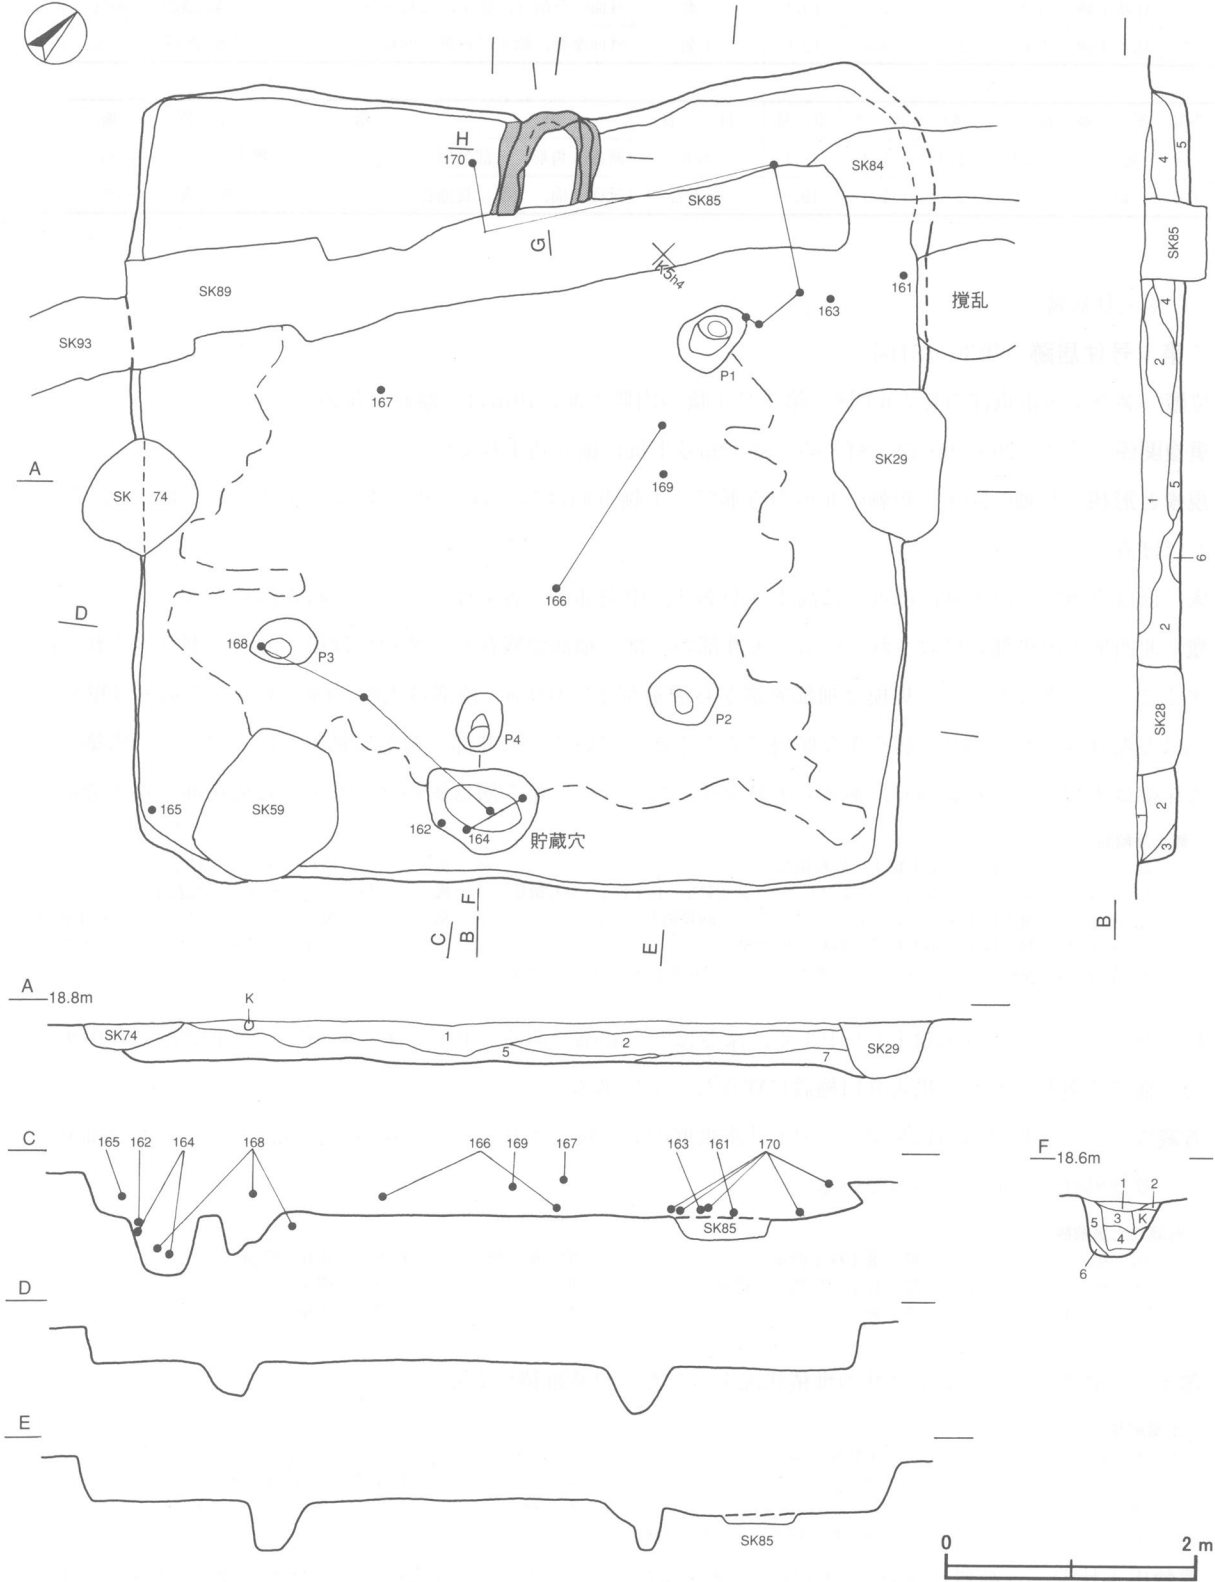 H
170
SK84
SK85
G
K5h4
SK89
161
163
撹乱
SK93
P1
167
A
SK 74
SK29
169
166
D
168
P3
P2
P4
165
SK59
162
164
貯蔵穴
F
C
B
E
4
5
SK85
4
2
5
1
6
2
SK28
1
2
3
B
A
18.8m
K
SK74
1
2
5
7
SK29
C
165 162 164 168 166 169 167 163 161 170
SK85
F
18.6m
1 2
5 3 K
4
6
D
E
SK85
0 2 m